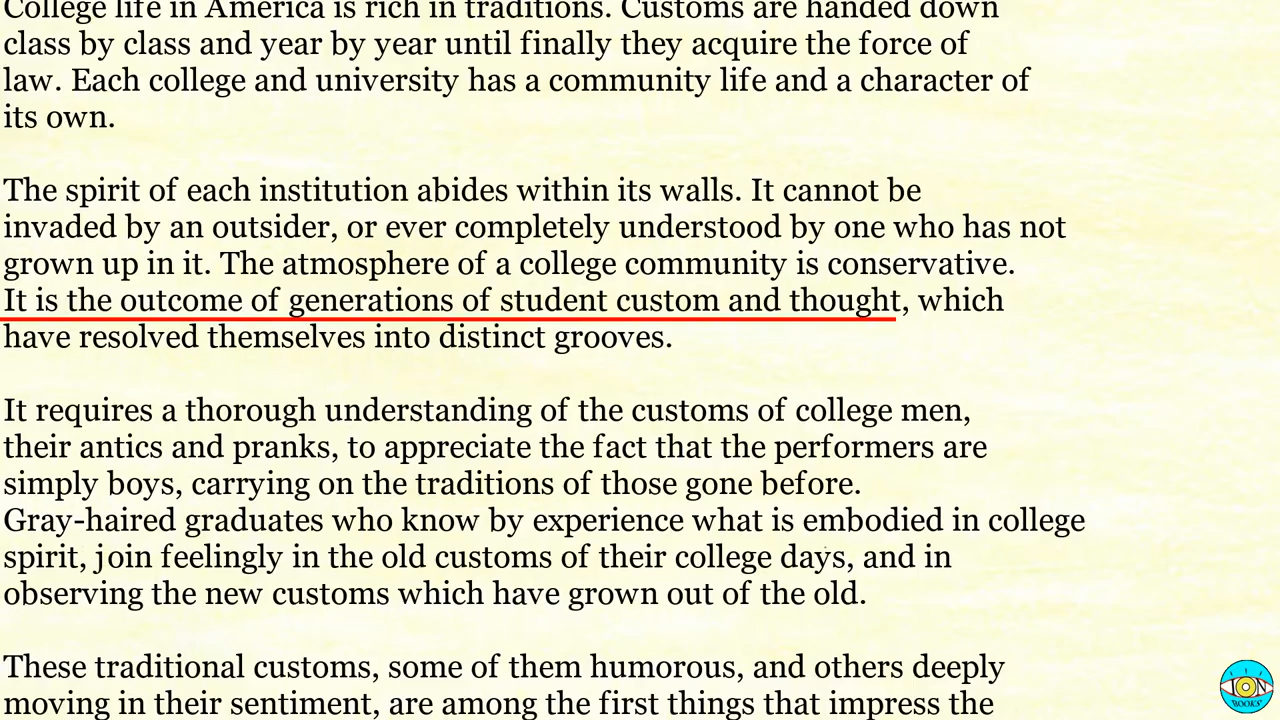 College life in America is rich in traditions. Customs are handed down
class by class and year by year until finally they acquire the force of
law. Each college and university has a community life and a character of
its own.
The spirit of each institution abides within its walls. It cannot be
invaded by an outsider, or ever completely understood by one who has not
grown up in it. The atmosphere of a college community is conservative.
It is the outcome of generations of student custom and thought, which
have resolved themselves into distinct grooves.
It requires a thorough understanding of the customs of college men,
their antics and pranks, to appreciate the fact that the performers are
simply boys, carrying on the traditions of those gone before.
Gray-haired graduates who know by experience what is embodied in college
spirit, join feelingly in the old customs of their college days, and in
observing the new customs which have grown out of the old.
These traditional customs, some of them humorous, and others deeply
moving in their sentiment, are among the first things that impress the
ION
BOOKS